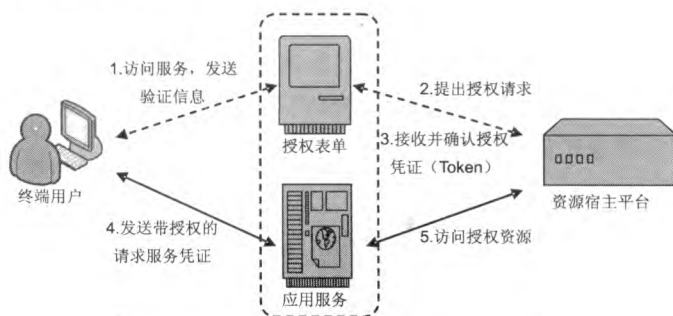 1.访问服务，发送
验证信息
2.提出授权请求
授权表单
3.接收并确认授权
凭证（Token）
终端用户
资源宿主平台
4.发送带授权的
请求服务凭证
5.访问授权资源
应用服务